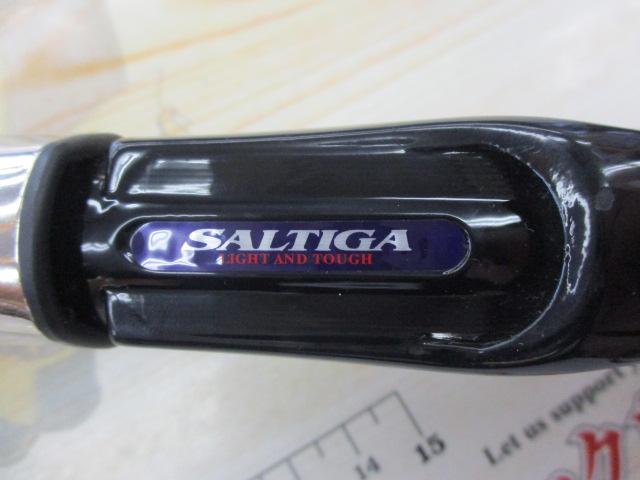 SALTIGA
LIGHT AND TOUGH
14 15
Let us support